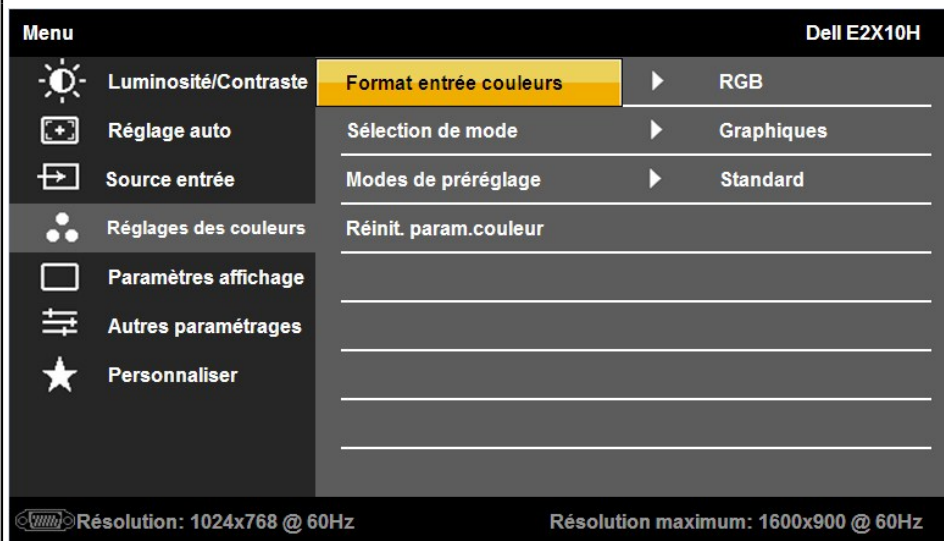 Menu Dell E2X10H
Luminosité/Contraste Format entrée couleurs RGB
Réglage auto Sélection de mode Graphiques
Source entrée Modes de préréglage Standard
Réglages des couleurs Réinit. param.couleur
Paramètres affichage
Autres paramétrages
Personnaliser
Résolution: 1024x768 @ 60Hz Résolution maximum: 1600x900 @ 60Hz